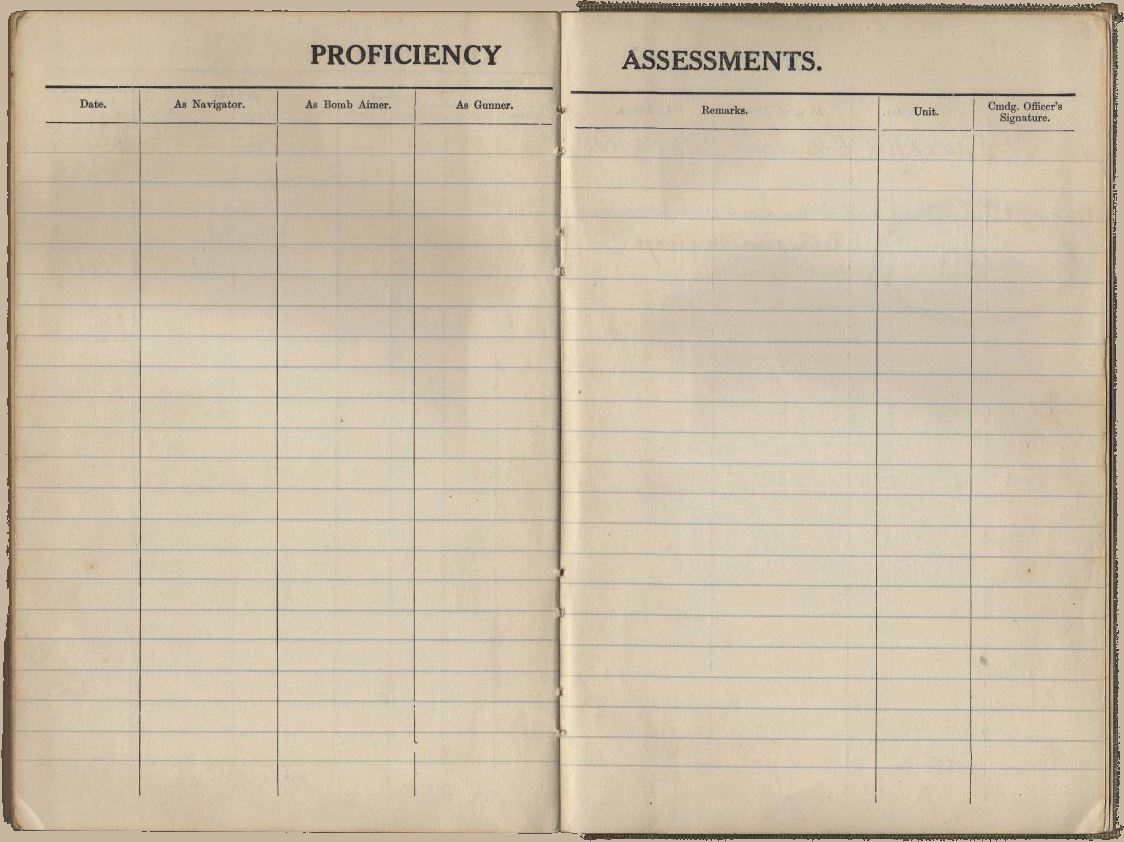 PROFICIENCY ASSESSMENTS.
Date. As Navigator. As Bomb Aimer. As Gunner. Remarks. Unit. Cmdg. Officer's
Signature.